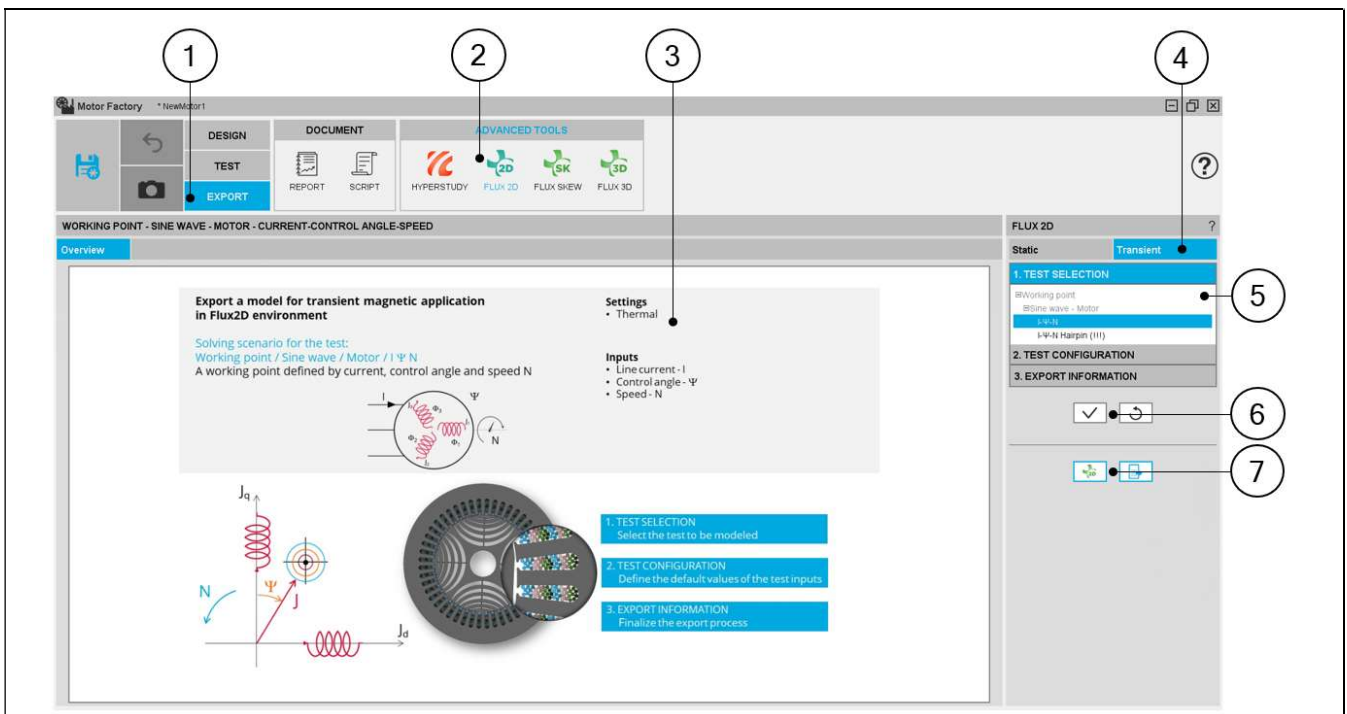 1
2
3
4
Motor Factory * NewMotor1
DESIGN
TEST
EXPORT
DOCUMENT
REPORT SCRIPT
ADVANCED TOOLS
2D SK 3D
HYPERSTUDY FLUX 2D FLUX SKEW FLUX 3D
?
WORKING POINT - SINE WAVE - MOTOR - CURRENT-CONTROL ANGLE-SPEED
Overview
Export a model for transient magnetic application
in Flux2D environment
Solving scenario for the test:
Working point / Sine wave / Motor / I Ψ N
A working point defined by current, control angle and speed N
Settings
• Thermal
Inputs
• Line current - I
• Control angle - Ψ
• Speed - N
I
Ψ
N
Jq
N
Ψ
J
Jd
1. TEST SELECTION
Select the test to be modeled
2. TEST CONFIGURATION
Define the default values of the test inputs
3. EXPORT INFORMATION
Finalize the export process
FLUX 2D ?
Static Transient
1. TEST SELECTION
Working point
Sine wave - Motor
I-Ψ-N
I-Ψ-N Hairpin (III)
2. TEST CONFIGURATION
3. EXPORT INFORMATION
5
6
7